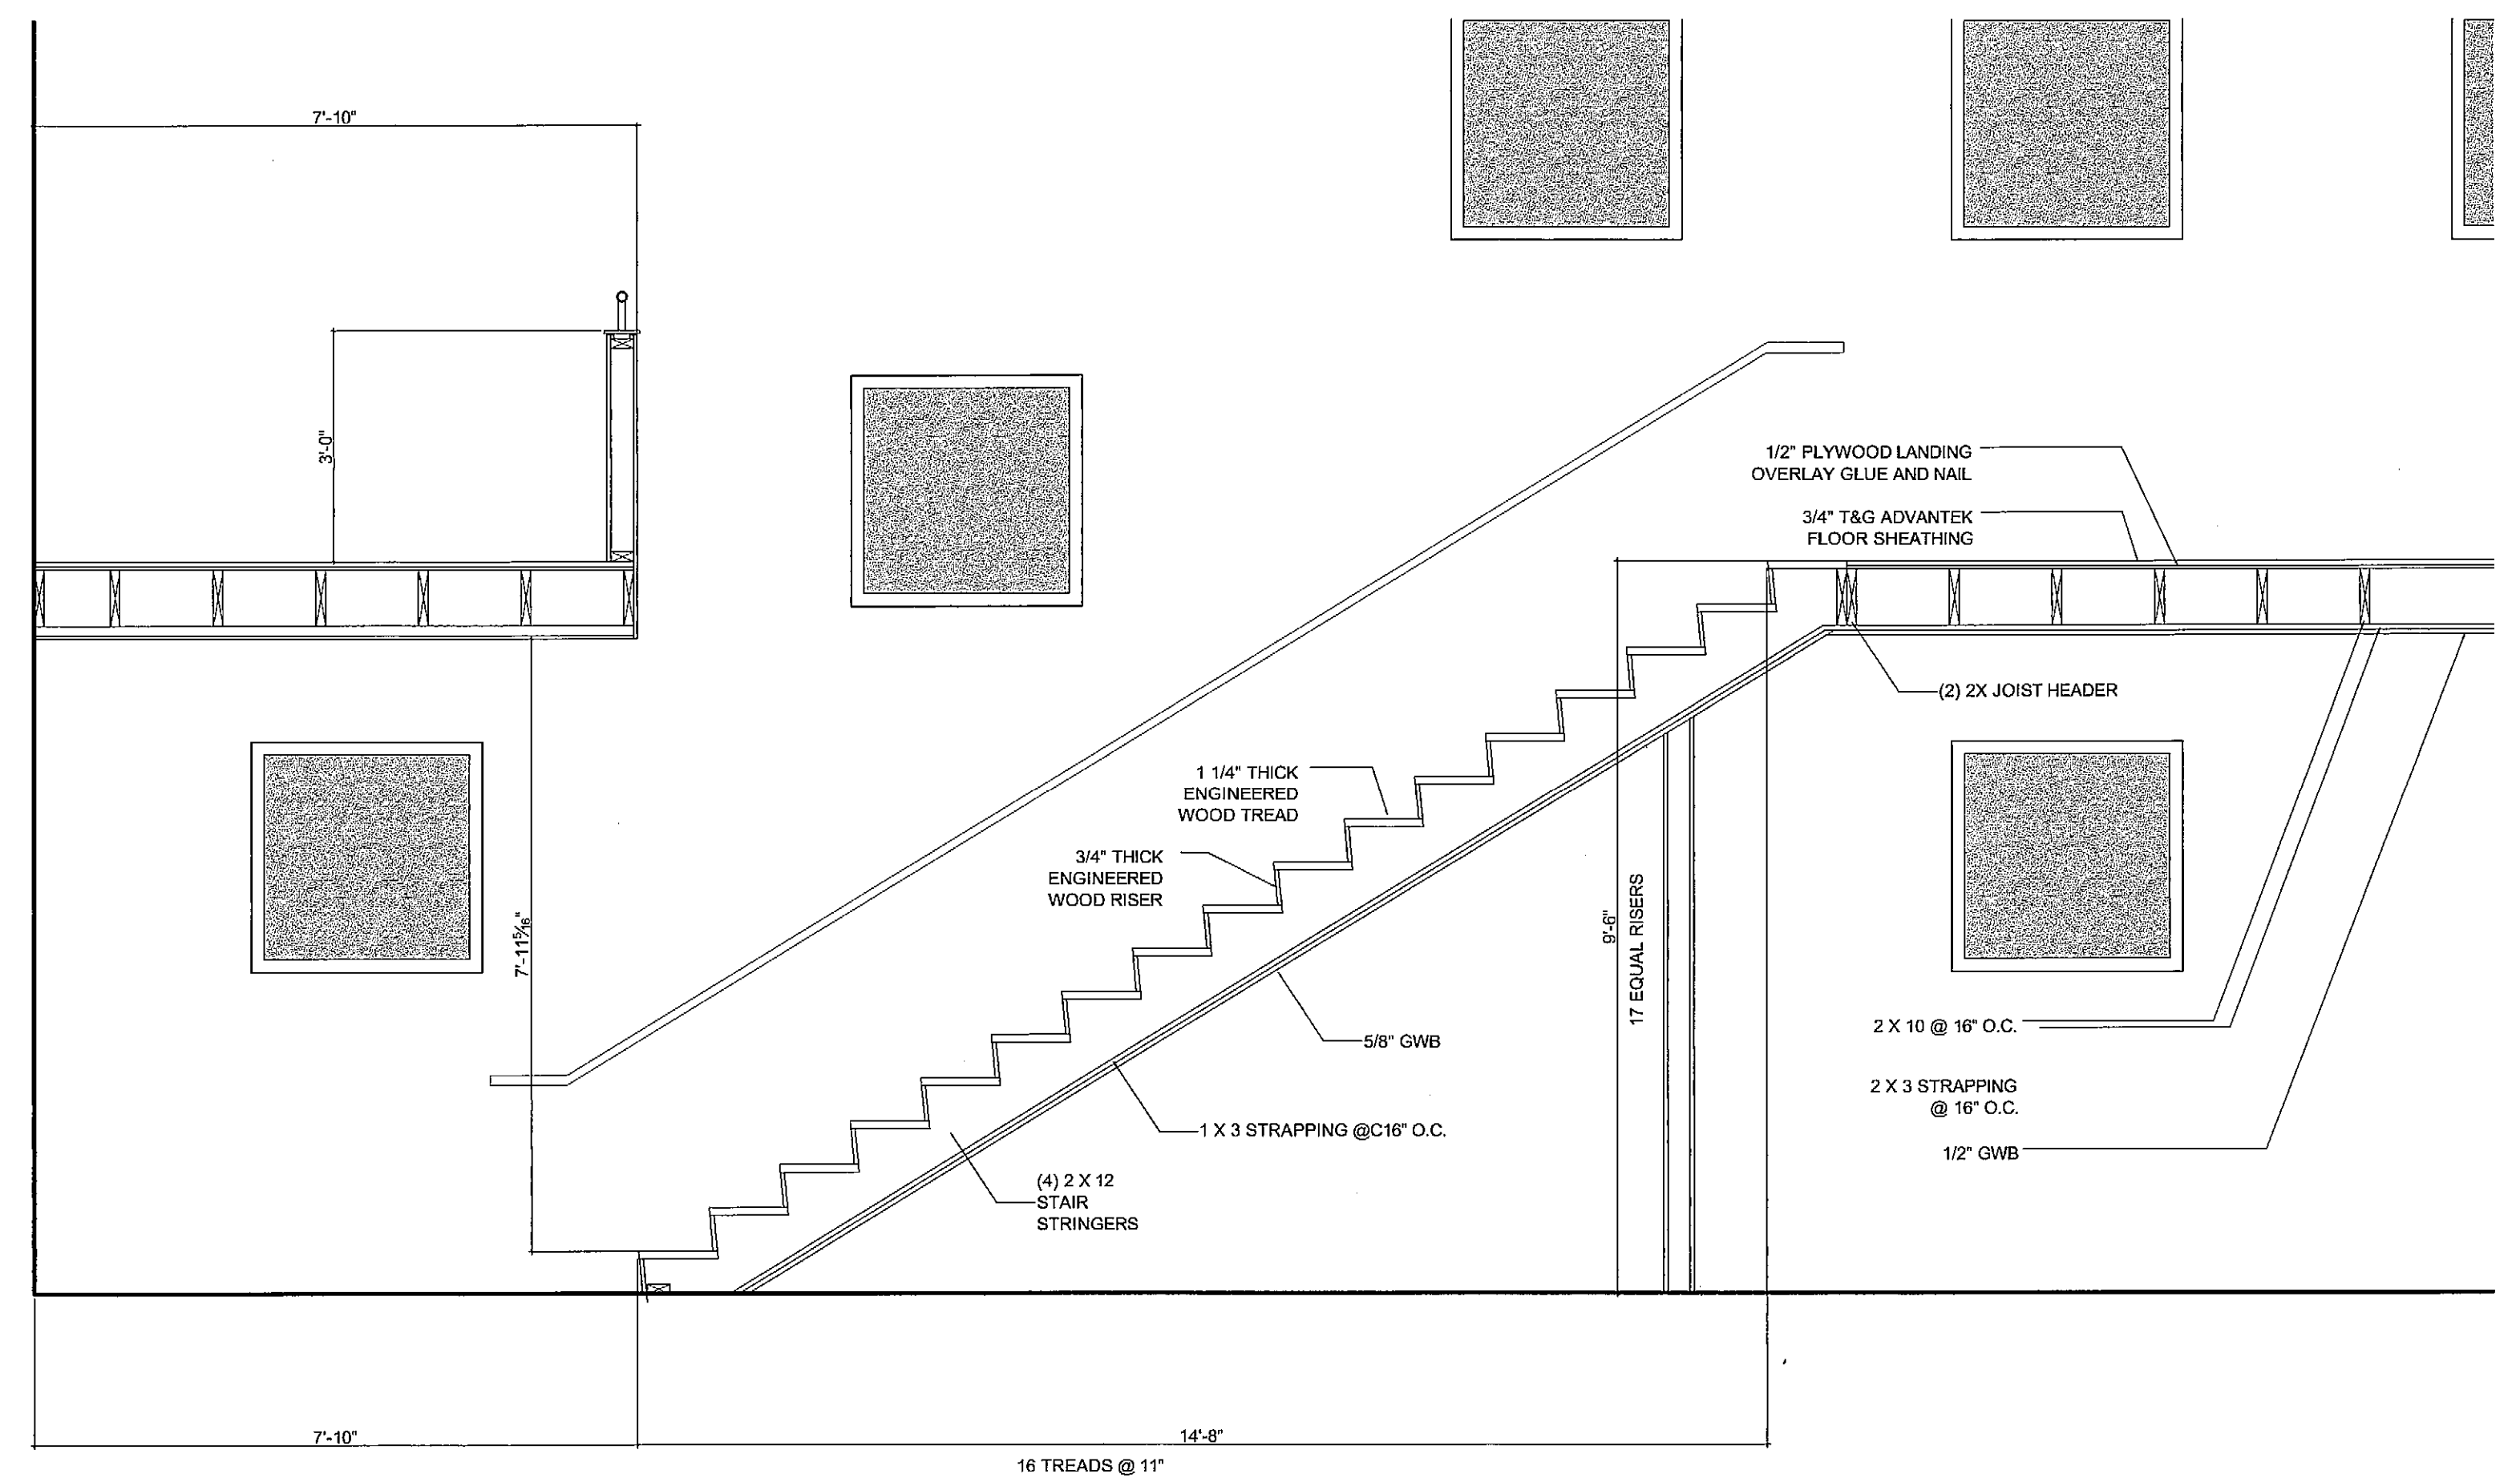 7'-10"
3'-0"
1/2" PLYWOOD LANDING
OVERLAY GLUE AND NAIL
3/4" T&G ADVANTEK
FLOOR SHEATHING
(2) 2X JOIST HEADER
1 1/4" THICK
ENGINEERED
WOOD TREAD
3/4" THICK
ENGINEERED
WOOD RISER
7'-11 5/16"
9'-6"
17 EQUAL RISERS
5/8" GWB
1 X 3 STRAPPING @C16" O.C.
(4) 2 X 12
STAIR
STRINGERS
2 X 10 @ 16" O.C.
2 X 3 STRAPPING
@ 16" O.C.
1/2" GWB
7'-10"
14'-8"
16 TREADS @ 11"